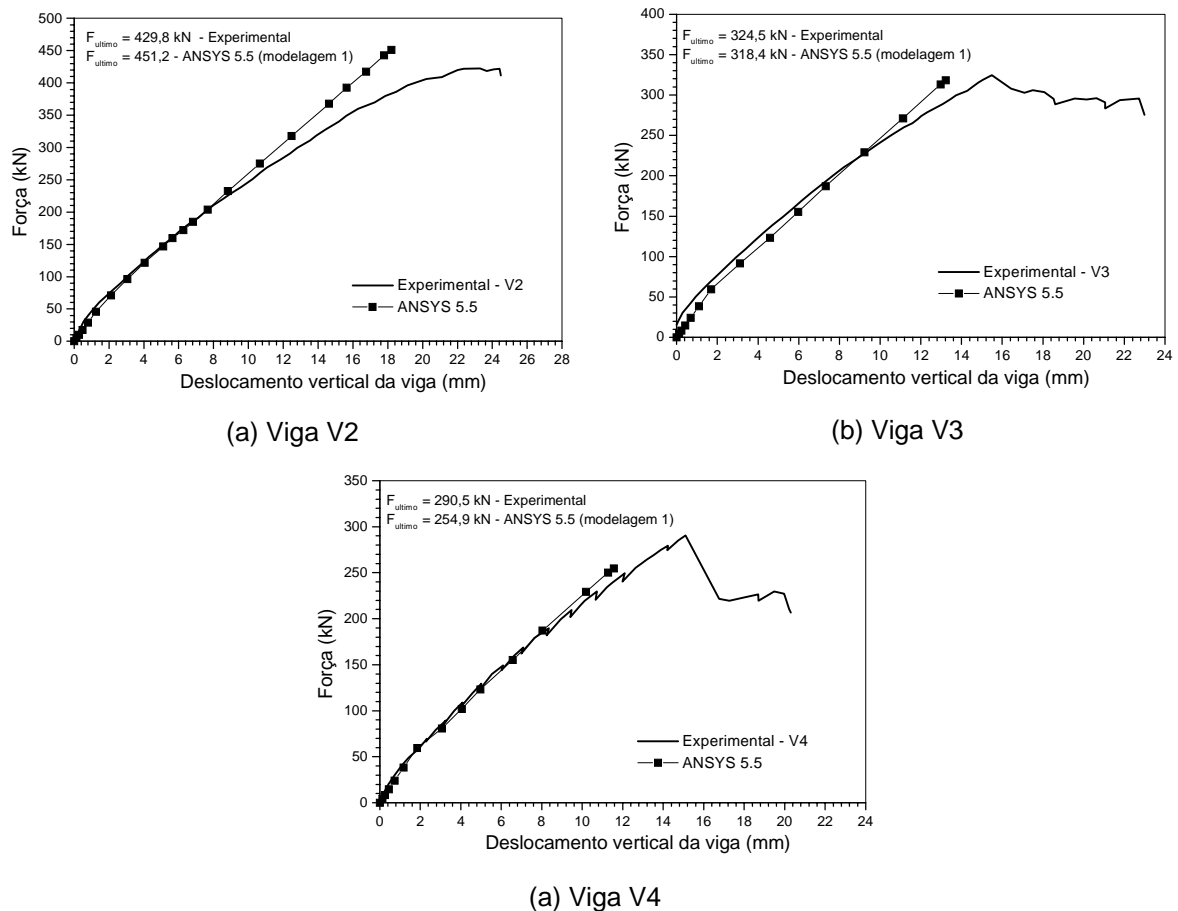 F ultimo = 429,8 kN - Experimental
F ultimo = 451,2 - ANSYS 5.5 (modelagem 1)
500
450
400
350
300
250
200
150
100
50
0
Força (kN)
Experimental - V2
ANSYS 5.5
0 2 4 6 8 10 12 14 16 18 20 22 24 26 28
Deslocamento vertical da viga (mm)
(a) Viga V2
F ultimo = 324,5 kN - Experimental
F ultimo = 318,4 kN - ANSYS 5.5 (modelagem 1)
400
350
300
250
200
150
100
50
0
Força (kN)
Experimental - V3
ANSYS 5.5
0 2 4 6 8 10 12 14 16 18 20 22 24
Deslocamento vertical da viga (mm)
(b) Viga V3
F ultimo = 290,5 kN - Experimental
F ultimo = 254,9 kN - ANSYS 5.5 (modelagem 1)
350
300
250
200
150
100
50
0
Força (kN)
Experimental - V4
ANSYS 5.5
0 2 4 6 8 10 12 14 16 18 20 22 24
Deslocamento vertical da viga (mm)
(a) Viga V4